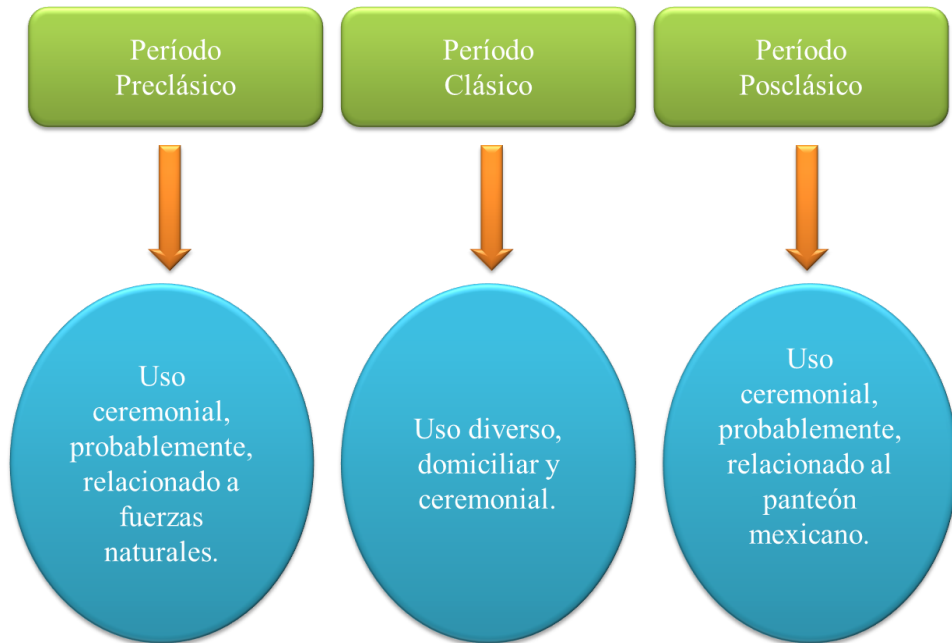 Período
Preclásico
Período
Clásico
Período
Posclásico
Uso
ceremonial,
probablemente,
relacionado a
fuerzas
naturales.
Uso diverso,
domiciliar y
ceremonial.
Uso
ceremonial,
probablemente,
relacionado al
panteón
mexicano.